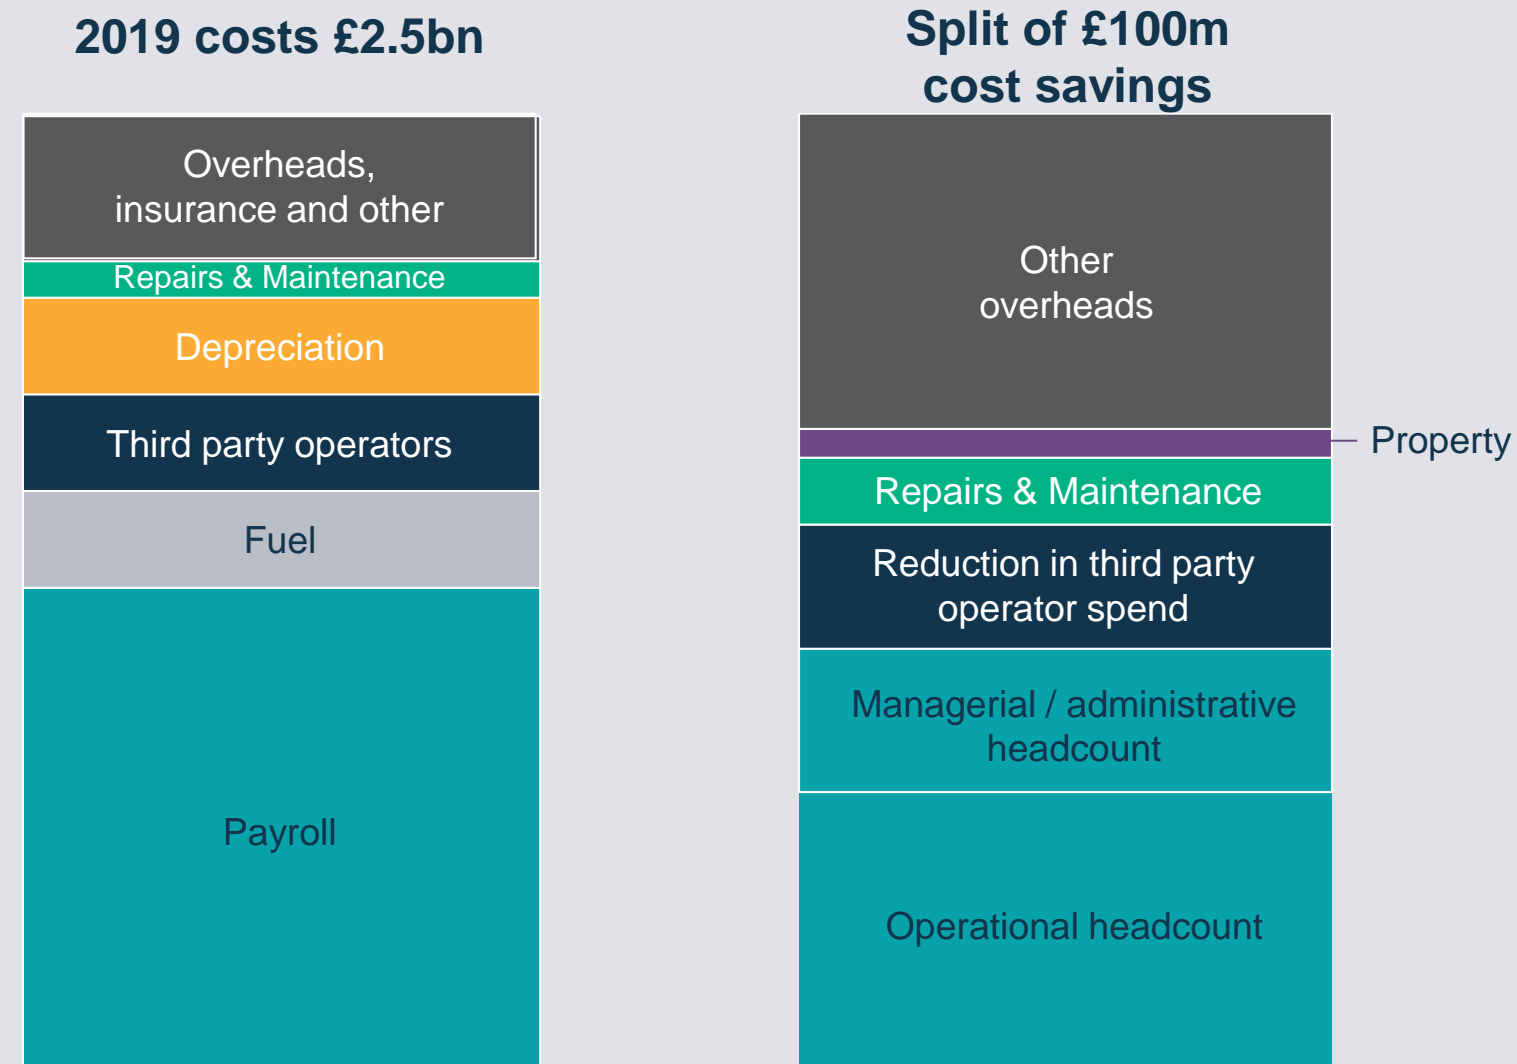 2019 costs £2.5bn
Overheads,
insurance and other
Repairs & Maintenance
Depreciation
Third party operators
Fuel
Payroll
Split of £100m
cost savings
Other
overheads
Property
Repairs & Maintenance
Reduction in third party
operator spend
Managerial / administrative
headcount
Operational headcount